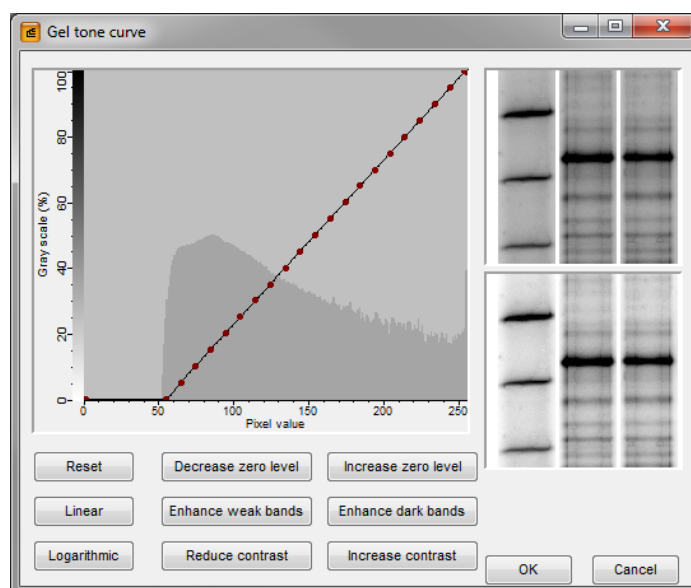 Gel tone curve
100
80
60
40
20
0
Gray scale (%)
0 50 100 150 200 250
Pixel value
Reset Decrease zero level Increase zero level
Linear Enhance weak bands Enhance dark bands
Logarithmic Reduce contrast Increase contrast
OK Cancel